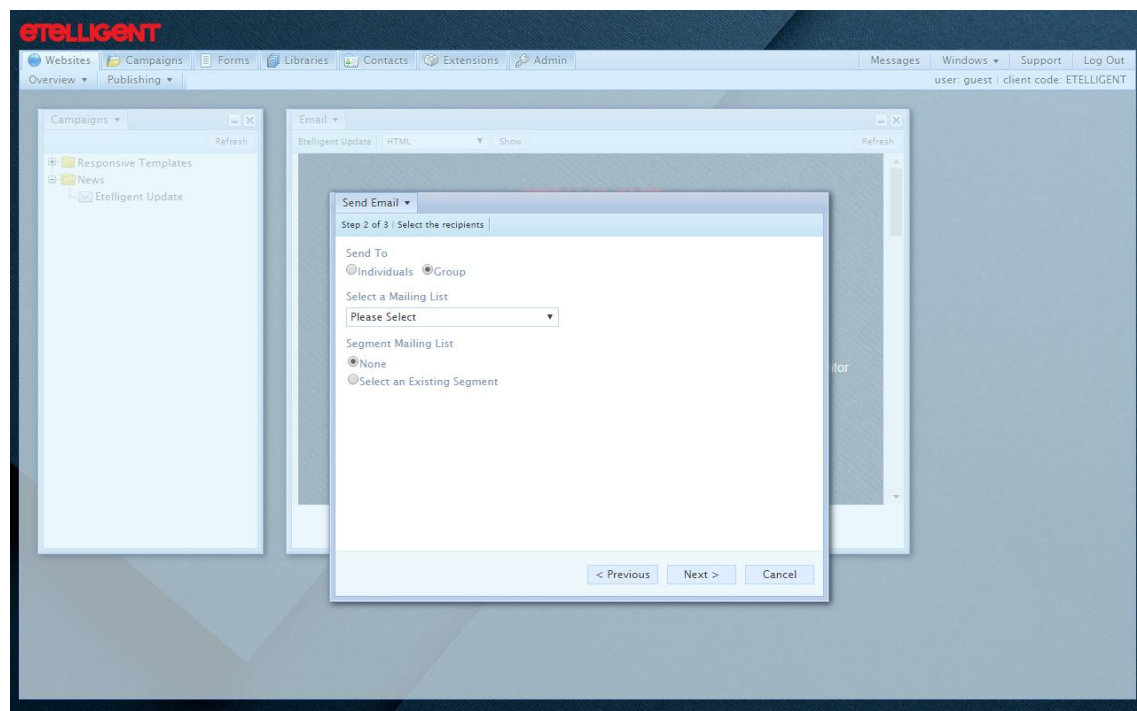 eTELLIGeNT
Websites Campaigns Forms Libraries Contacts Extensions Admin Messages Windows ▾ Support Log Out
Overview ▾ Publishing ▾ user: guest | client code: ETELLIGENT
Campaigns ▾
Refresh
Responsive Templates
News
Etelligent Update
Email ▾
Etelligent Update HTML ▼ Show Refresh
Send Email ▾
Step 2 of 3 | Select the recipients
Send To
Individuals Group
Select a Mailing List
Please Select ▼
Segment Mailing List
None
Select an Existing Segment
itor
< Previous Next > Cancel